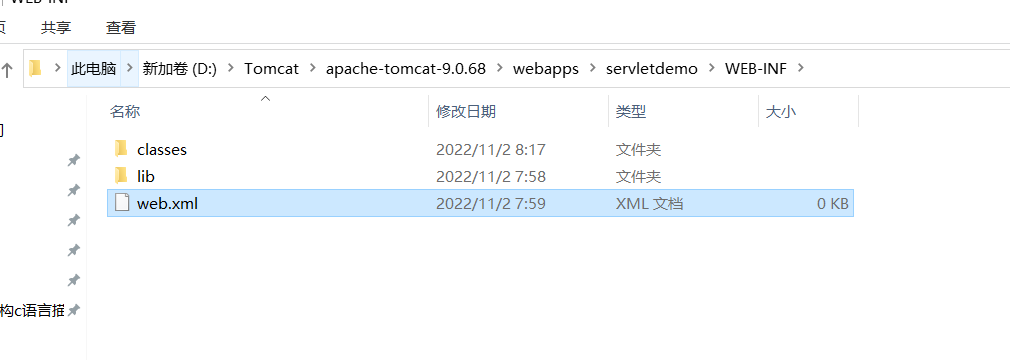 共享 查看
此电脑 新加卷 (D:) Tomcat apache-tomcat-9.0.68 webapps servletdemo WEB-INF
名称 修改日期 类型 大小
classes 2022/11/2 8:17 文件夹
lib 2022/11/2 7:58 文件夹
web.xml 2022/11/2 7:59 XML 文档 0 KB
构c语言描